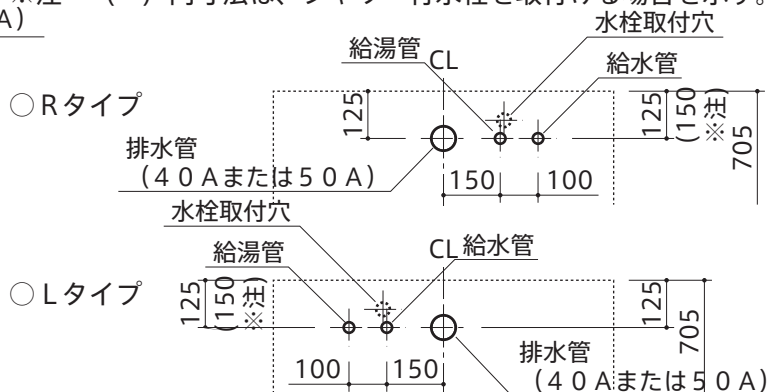 (150)内寸法は、シャワー付水栓を取付ける場合を示す。
A)
水栓取付穴
給湯管
CL
給水管
○Rタイプ
125
125
(150
※注)
705
排水管
(40Aまたは50A)
150
100
水栓取付穴
給湯管
CL
給水管
○Lタイプ
125
(150
※注)
125
705
排水管
(40Aまたは50A)
100
150